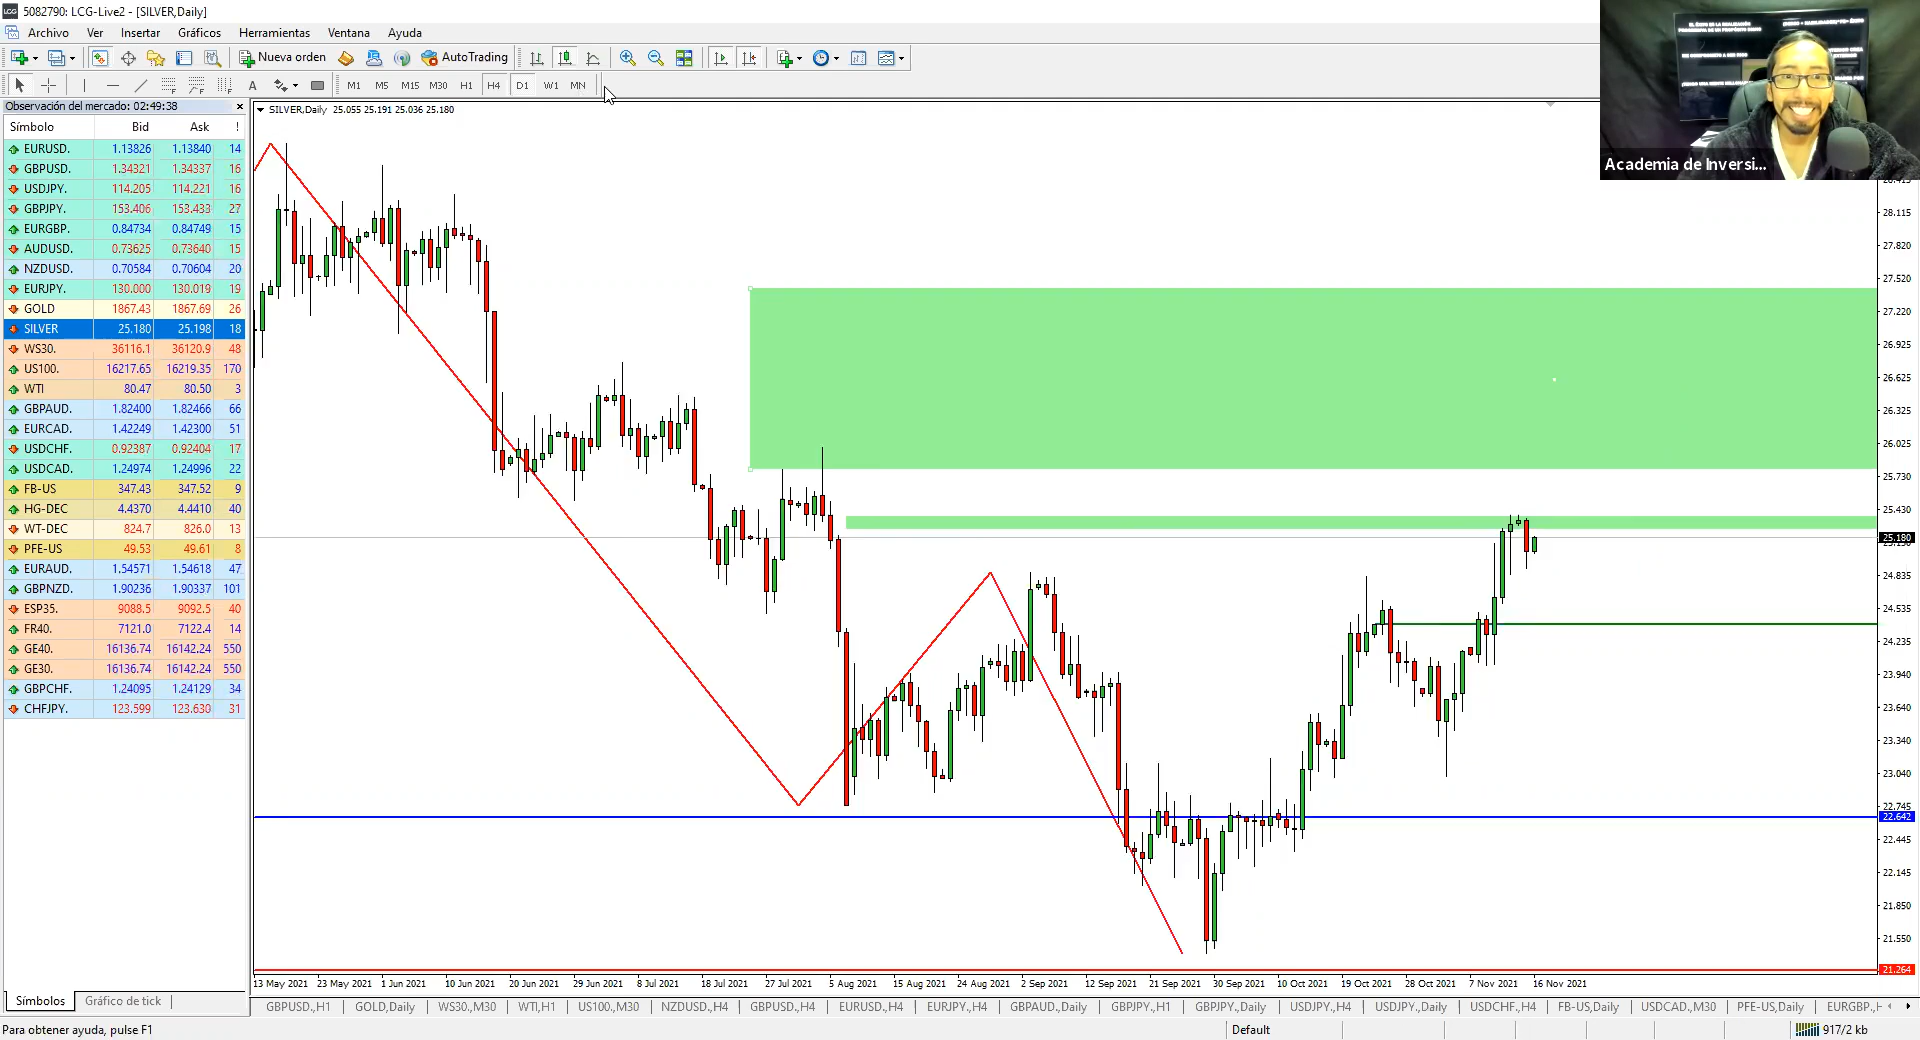 5082790: LCG-Live2 - [SILVER,Daily]
Archivo Ver Insertar Gráficos Herramientas Ventana Ayuda
Nueva orden AutoTrading
A M1 M5 M15 M30 H1 H4 D1 W1 MN
Observación del mercado: 02:49:38
Símbolo Bid Ask !
EURUSD. 1.13826 1.13840 14
GBPUSD. 1.34321 1.34337 16
USDJPY. 114.205 114.221 16
GBPJPY. 153.406 153.433 27
EURGBP. 0.84734 0.84749 15
AUDUSD. 0.73625 0.73640 15
NZDUSD. 0.70584 0.70604 20
EURJPY. 130.000 130.019 19
GOLD 1867.43 1867.69 26
SILVER 25.180 25.198 18
WS30. 36116.1 36120.9 48
US100. 16217.65 16219.35 170
WTI 80.47 80.50 3
GBPAUD. 1.82400 1.82466 66
EURCAD. 1.42249 1.42300 51
USDCHF. 0.92387 0.92404 17
USDCAD. 1.24974 1.24996 22
FB-US 347.43 347.52 9
HG-DEC 4.4370 4.4410 40
WT-DEC 824.7 826.0 13
PFE-US 49.53 49.61 8
EURAUD. 1.54571 1.54618 47
GBPNZD. 1.90236 1.90337 101
ESP35. 9088.5 9092.5 40
FR40. 7121.0 7122.4 14
GE40. 16136.74 16142.24 550
GE30. 16136.74 16142.24 550
GBPCHF. 1.24095 1.24129 34
CHFJPY. 123.599 123.630 31
Símbolos Gráfico de tick
SILVER,Daily 25.055 25.191 25.036 25.180
Academia de Inversi...
28.115
27.820
27.520
27.220
26.925
26.625
26.325
26.025
25.730
25.430
25.180
24.835
24.535
24.235
23.940
23.640
23.340
23.040
22.745
22.642
22.445
22.145
21.850
21.550
21.264
13 May 2021 23 May 2021 1 Jun 2021 10 Jun 2021 20 Jun 2021 29 Jun 2021 8 Jul 2021 18 Jul 2021 27 Jul 2021 5 Aug 2021 15 Aug 2021 24 Aug 2021 2 Sep 2021 12 Sep 2021 21 Sep 2021 30 Sep 2021 10 Oct 2021 19 Oct 2021 28 Oct 2021 7 Nov 2021 16 Nov 2021
GBPUSD.,H1 GOLD,Daily WS30.,M30 WTI,H1 US100.,M30 NZDUSD.,H4 GBPUSD.,H4 EURUSD.,H4 EURJPY.,H4 GBPAUD.,Daily GBPJPY.,H1 GBPJPY.,Daily USDJPY.,H4 USDJPY.,Daily USDCHF.,H4 FB-US,Daily USDCAD.,M30 PFE-US,Daily EURGBP.,H
Para obtener ayuda, pulse F1 Default 917/2 kb